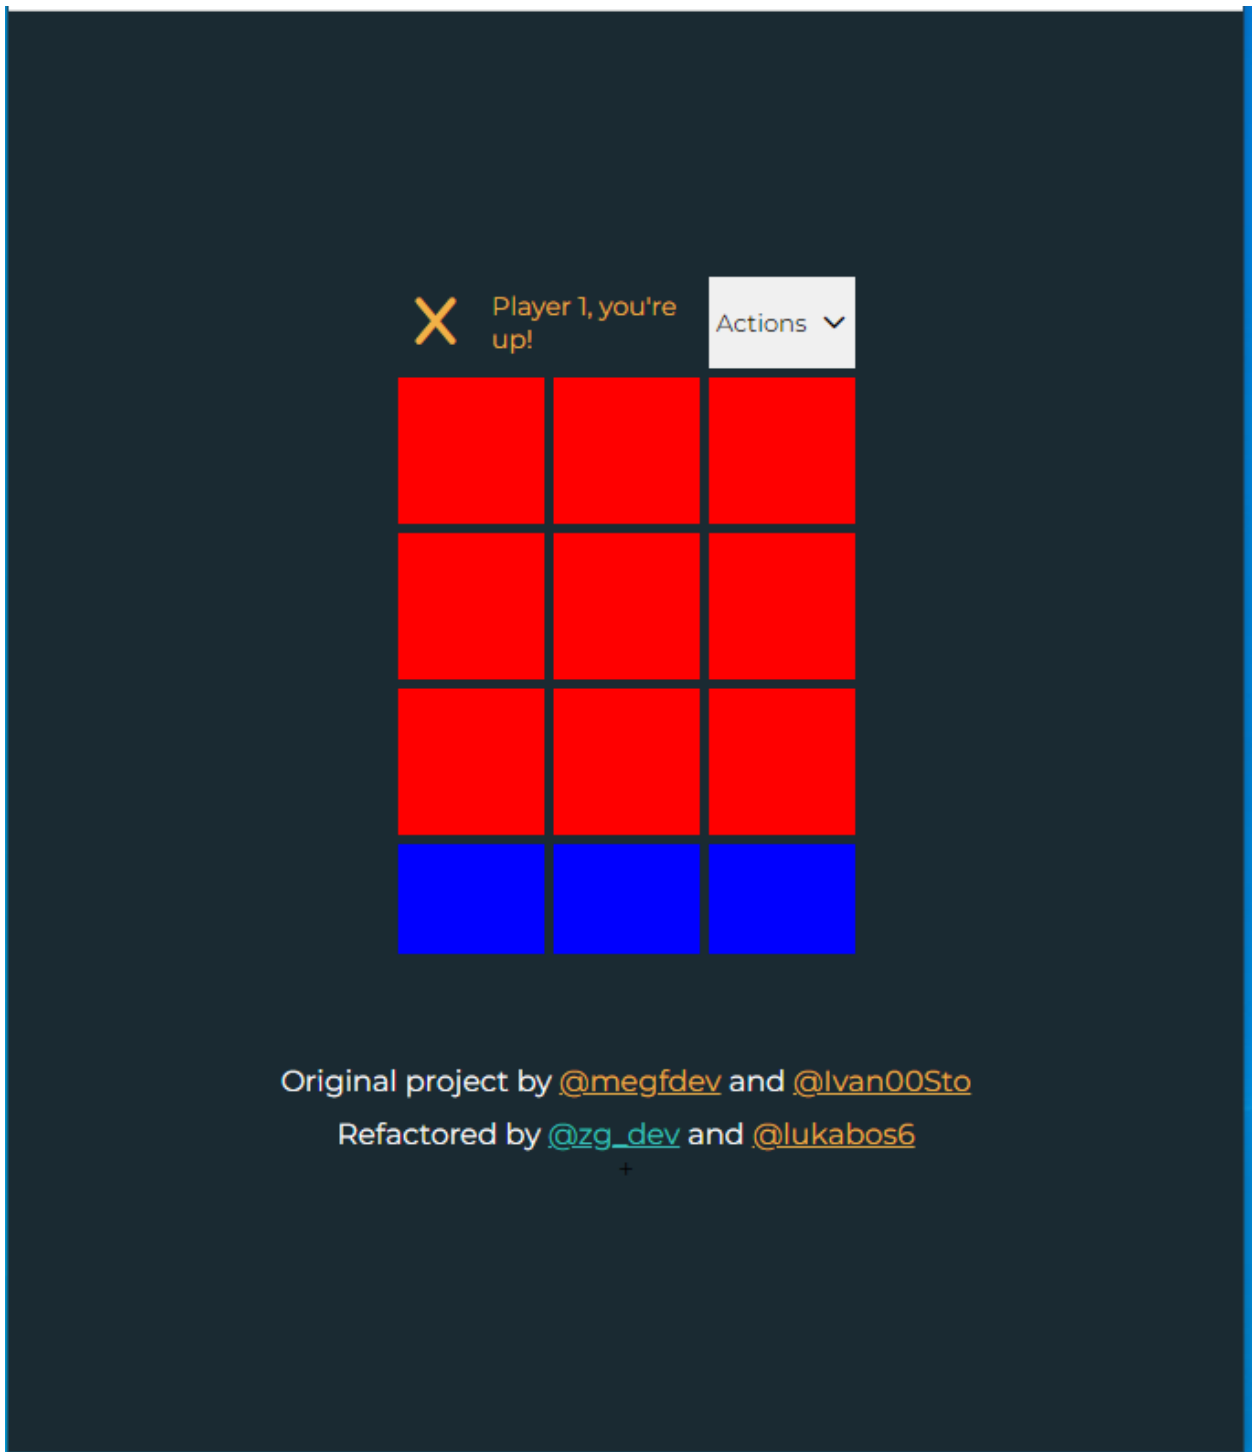 Player 1, you're
up!
Actions
Original project by @megfdev and @Ivan00Sto
Refactored by @zg_dev and @lukabos6